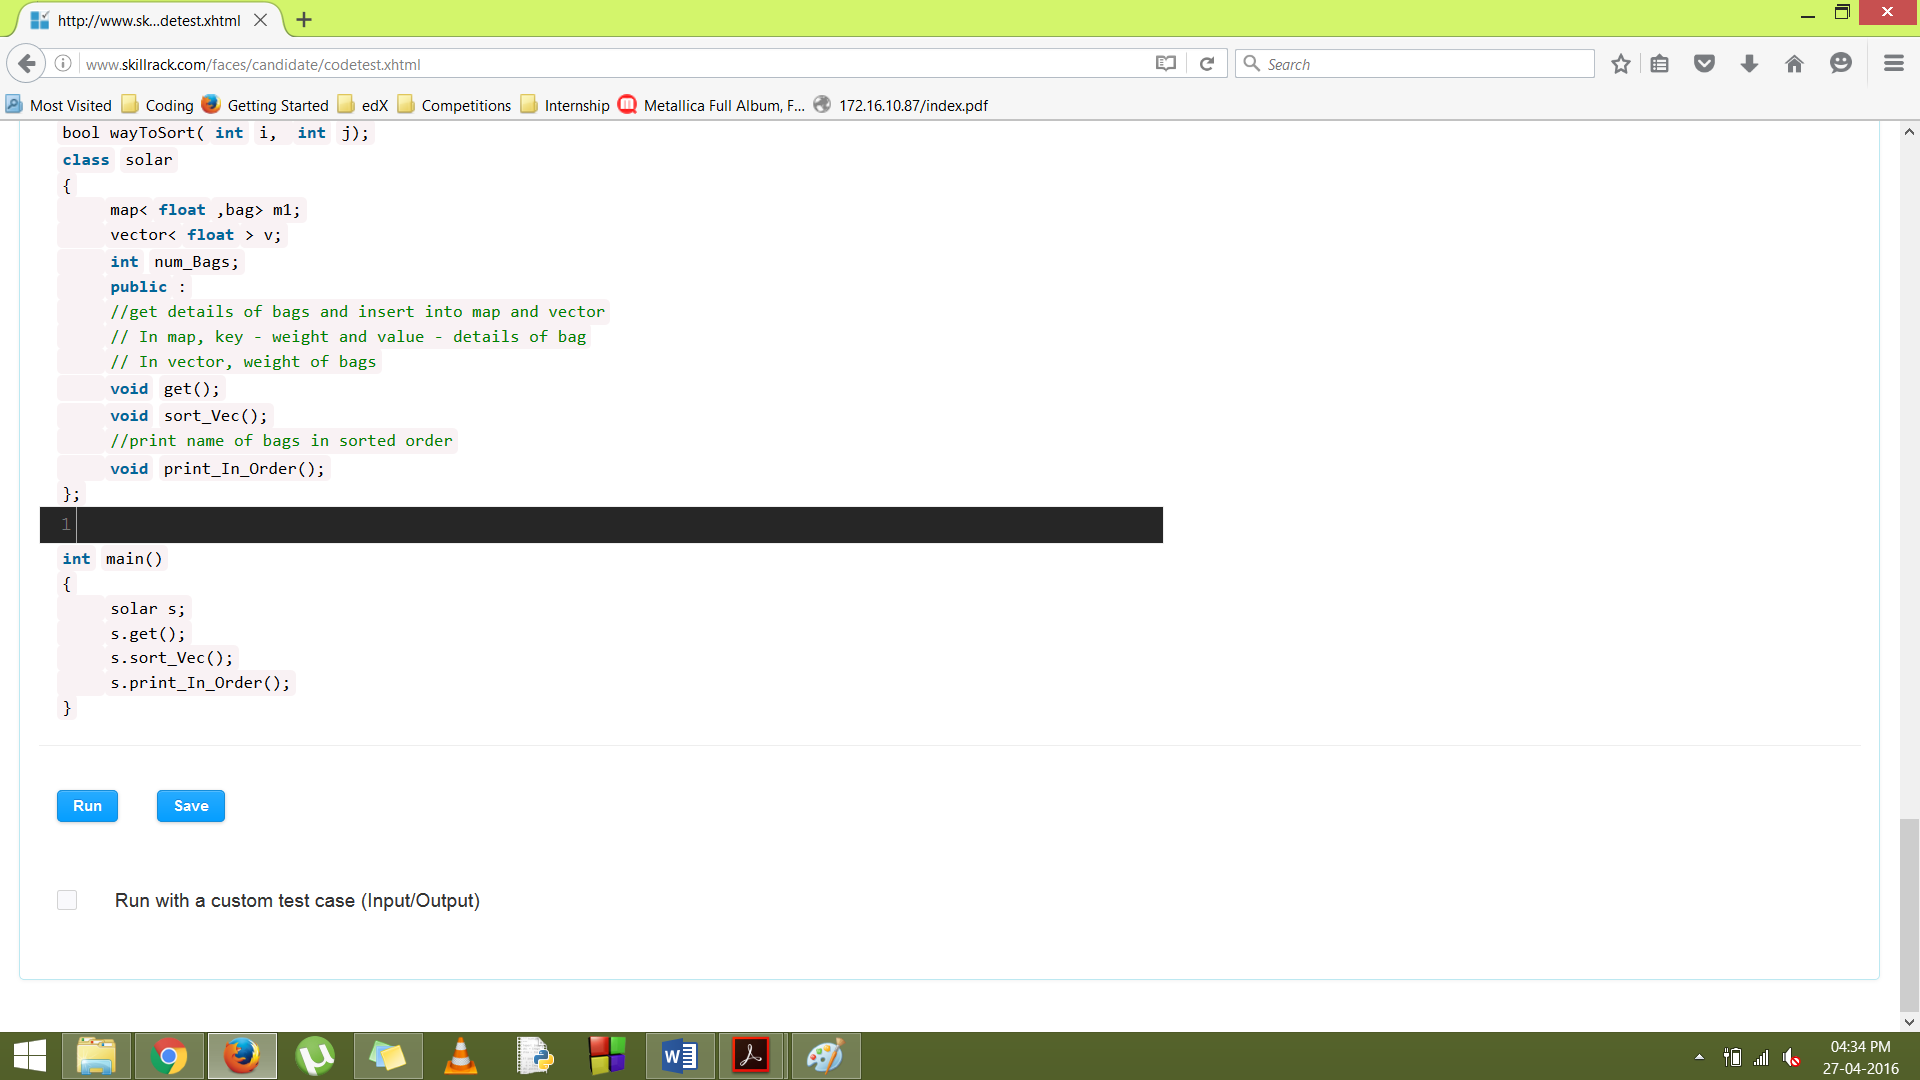 http://www.sk...detest.xhtml
www.skillrack.com/faces/candidate/codetest.xhtml
Search
Most Visited Coding Getting Started edX Competitions Internship Metallica Full Album, F... 172.16.10.87/index.pdf
bool wayToSort( int i, int j);
class solar
{
map< float ,bag> m1;
vector< float > v;
int num_Bags;
public :
//get details of bags and insert into map and vector
// In map, key - weight and value - details of bag
// In vector, weight of bags
void get();
void sort_Vec();
//print name of bags in sorted order
void print_In_Order();
};
1
int main()
{
solar s;
s.get();
s.sort_Vec();
s.print_In_Order();
}
Run Save
Run with a custom test case (Input/Output)
04:34 PM
27-04-2016